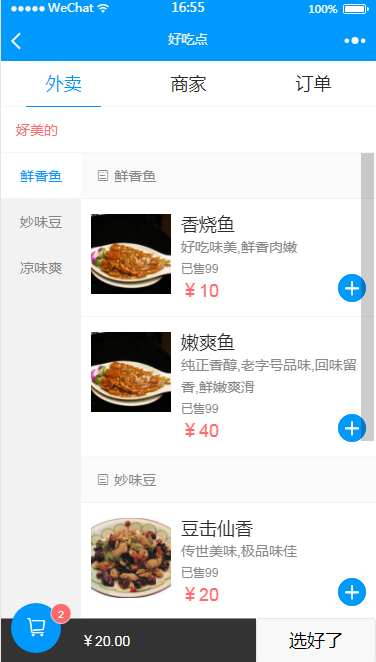 WeChat 16:55 100%
好吃点
外卖 商家 订单
好美的
鲜香鱼
妙味豆
凉味爽
鲜香鱼
香烧鱼
好吃味美,鲜香肉嫩
已售99
￥10
嫩爽鱼
纯正香醇,老字号品味,回味留
香,鲜嫩爽滑
已售99
￥40
妙味豆
豆击仙香
传世美味,极品味佳
已售99
￥20
2
￥20.00
选好了